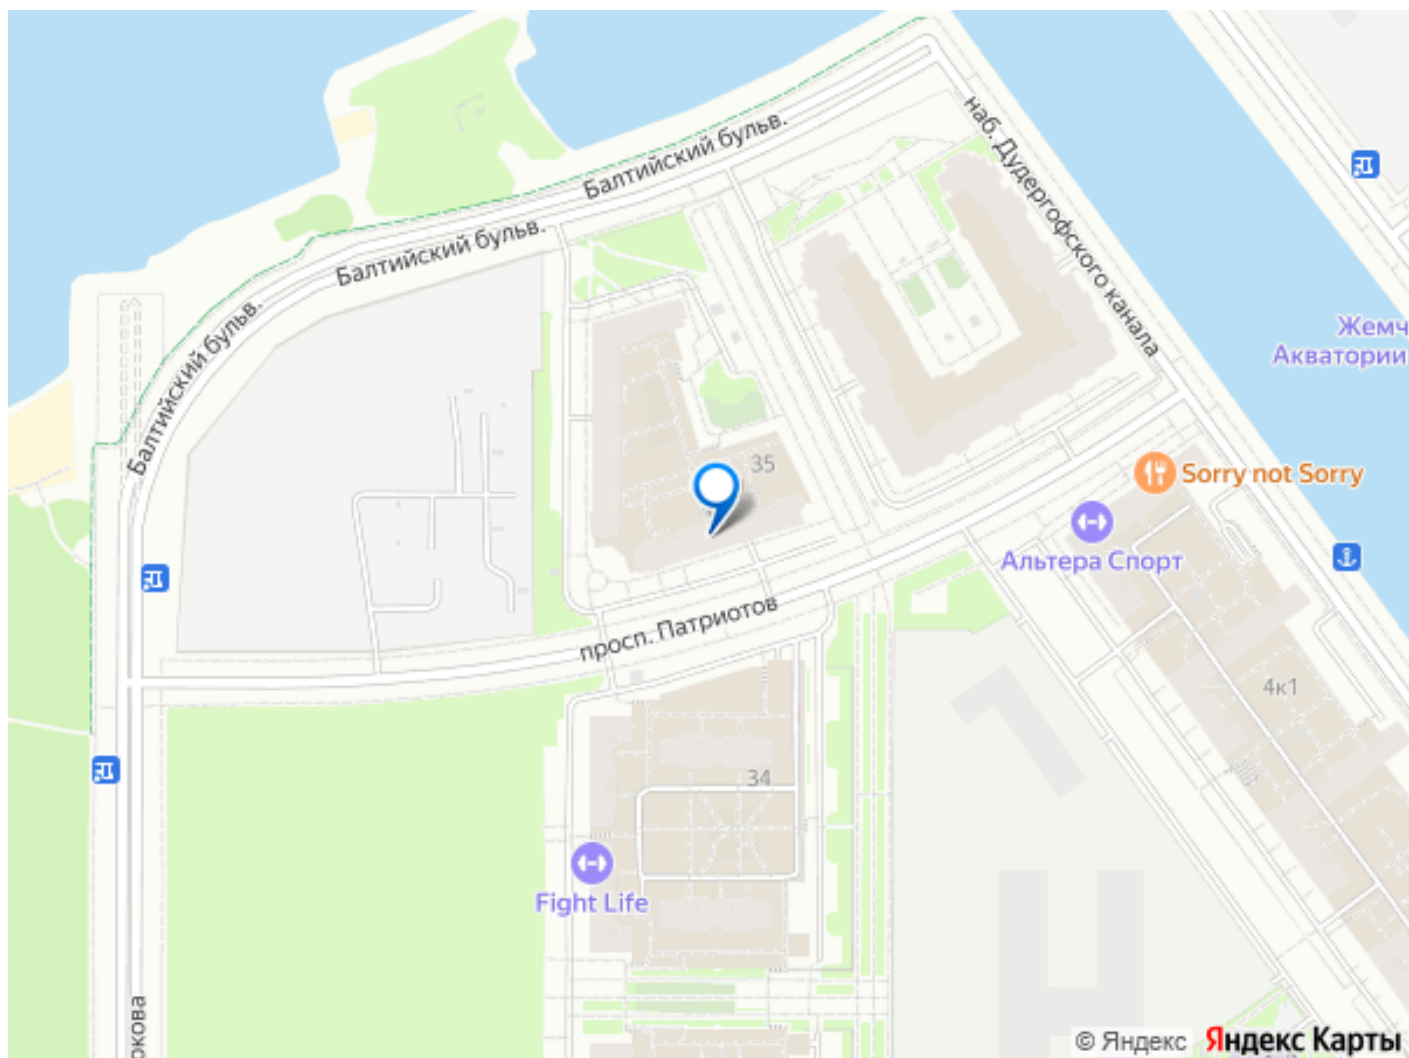 Балтийский бульв.
наб. Дудергофского канала
Балтийский бульв.
Балтийский бульв.
Жемч
Акватории
35
Sorry not Sorry
Альтера Спорт
просп. Патриотов
4к1
34
Fight Life
окова
© Яндекс
Яндекс Карты